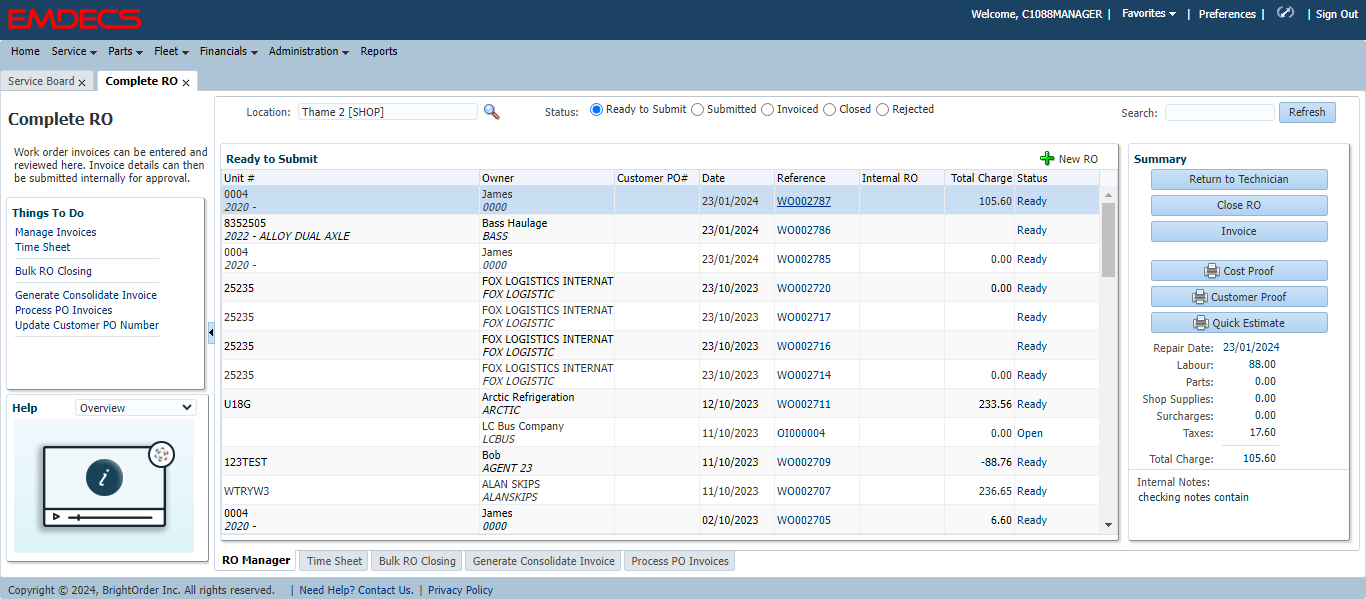 EMDECS
Welcome, C1088MANAGER | Favorites | Preferences | | Sign Out
Home Service Parts Fleet Financials Administration Reports
Service Board x Complete RO x
Complete RO
Work order invoices can be entered and
reviewed here. Invoice details can then
be submitted internally for approval.
Things To Do
Manage Invoices
Time Sheet
Bulk RO Closing
Generate Consolidate Invoice
Process PO Invoices
Update Customer PO Number
Help Overview
i
Location: Thame 2 [SHOP] Status: Ready to Submit Submitted Invoiced Closed Rejected Search: Refresh
Ready to Submit New RO
Unit # Owner Customer PO# Date Reference Internal RO Total Charge Status
0004 James 23/01/2024 WO002787 105.60 Ready
2020 - 0000
8352505 Bass Haulage 23/01/2024 WO002786 Ready
2022 - ALLOY DUAL AXLE BASS
0004 James 23/01/2024 WO002785 0.00 Ready
2020 - 0000
25235 FOX LOGISTICS INTERNAT 23/10/2023 WO002720 0.00 Ready
FOX LOGISTIC
25235 FOX LOGISTICS INTERNAT 23/10/2023 WO002717 Ready
FOX LOGISTIC
25235 FOX LOGISTICS INTERNAT 23/10/2023 WO002716 Ready
FOX LOGISTIC
25235 FOX LOGISTICS INTERNAT 23/10/2023 WO002714 0.00 Ready
FOX LOGISTIC
U18G Arctic Refrigeration 12/10/2023 WO002711 233.56 Ready
ARCTIC
LC Bus Company 11/10/2023 OI000004 0.00 Open
LCBUS
123TEST Bob 11/10/2023 WO002709 -88.76 Ready
AGENT 23
WTRYW3 ALAN SKIPS 11/10/2023 WO002707 236.65 Ready
ALANSKIPS
0004 James 02/10/2023 WO002705 6.60 Ready
2020 - 0000
RO Manager Time Sheet Bulk RO Closing Generate Consolidate Invoice Process PO Invoices
Summary
Return to Technician
Close RO
Invoice
Cost Proof
Customer Proof
Quick Estimate
Repair Date: 23/01/2024
Labour: 88.00
Parts: 0.00
Shop Supplies: 0.00
Surcharges: 0.00
Taxes: 17.60
Total Charge: 105.60
Internal Notes:
checking notes contain
Copyright © 2024, BrightOrder Inc. All rights reserved. | Need Help? Contact Us. | Privacy Policy